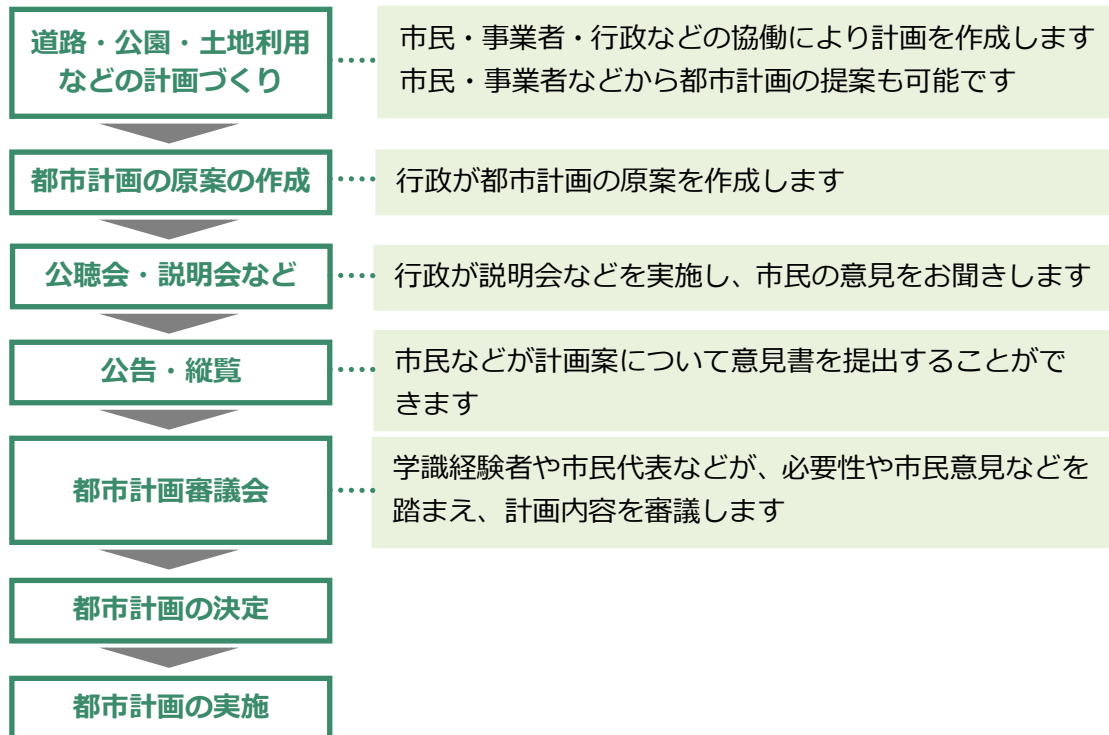 道路・公園・土地利用
などの計画づくり
市民・事業者・行政などの協働により計画を作成します
市民・事業者などから都市計画の提案も可能です
都市計画の原案の作成
行政が都市計画の原案を作成します
公聴会・説明会など
行政が説明会などを実施し、市民の意見をお聞きします
公告・縦覧
市民などが計画案について意見書を提出することがで
きます
都市計画審議会
学識経験者や市民代表などが、必要性や市民意見などを
踏まえ、計画内容を審議します
都市計画の決定
都市計画の実施